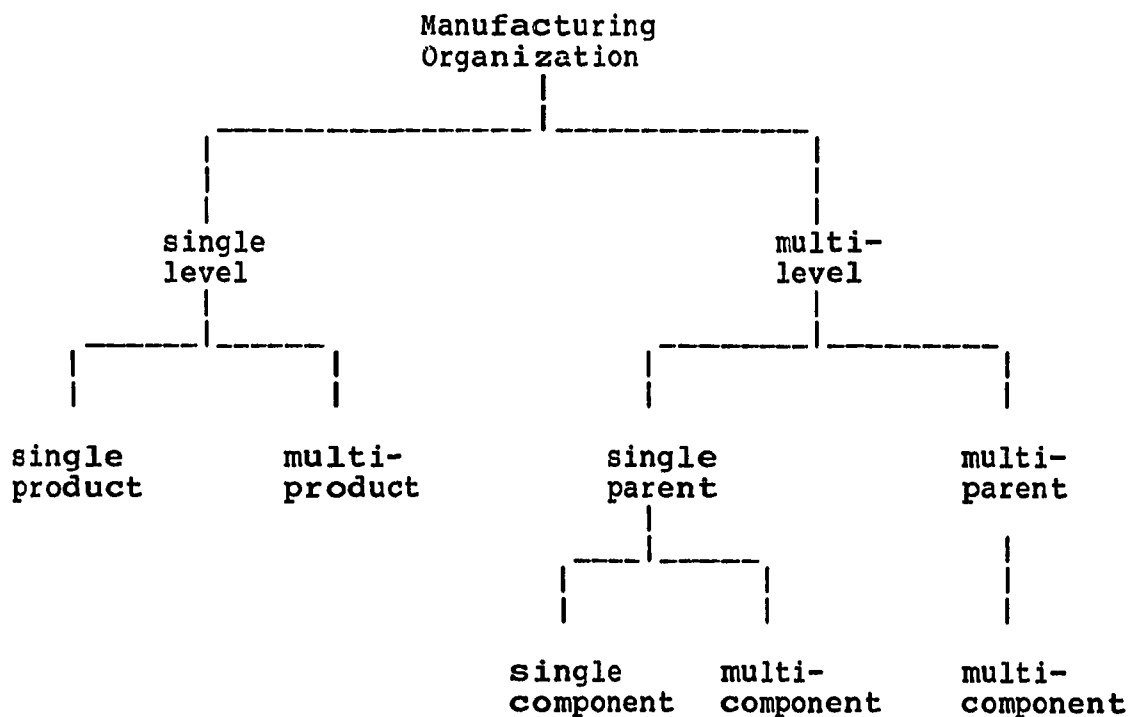 Manufacturing
Organization
single
level
multi-
level
single
product
multi-
product
single
parent
multi-
parent
single
component
multi-
component
multi-
component